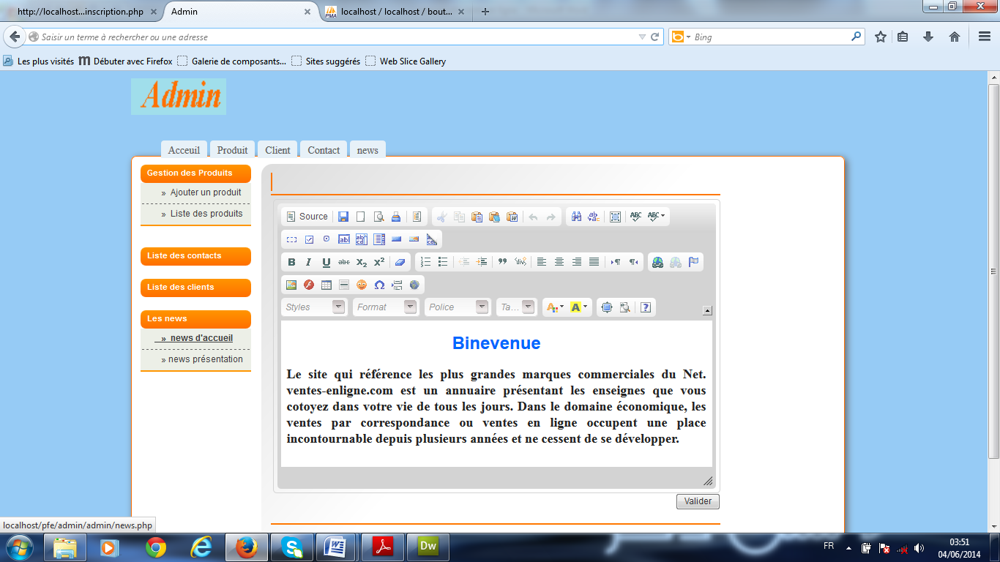 http://localhost...inscription.php
Admin
localhost / localhost / bout...
Saisir un terme à rechercher ou une adresse
Bing
Les plus visités
Débuter avec Firefox
Galerie de composants...
Sites suggérés
Web Slice Gallery
Admin
Acceuil
Produit
Client
Contact
news
Gestion des Produits
» Ajouter un produit
» Liste des produits
Liste des contacts
Liste des clients
Les news
» news d'accueil
» news présentation
Source
Styles
Format
Police
Ta...
Binevenue
Le site qui référence les plus grandes marques commerciales du Net.
ventes-enligne.com est un annuaire présentant les enseignes que vous
cotoyez dans votre vie de tous les jours. Dans le domaine économique, les
ventes par correspondance ou ventes en ligne occupent une place
incontournable depuis plusieurs années et ne cessent de se développer.
Valider
localhost/pfe/admin/admin/news.php
FR
03:51
04/06/2014